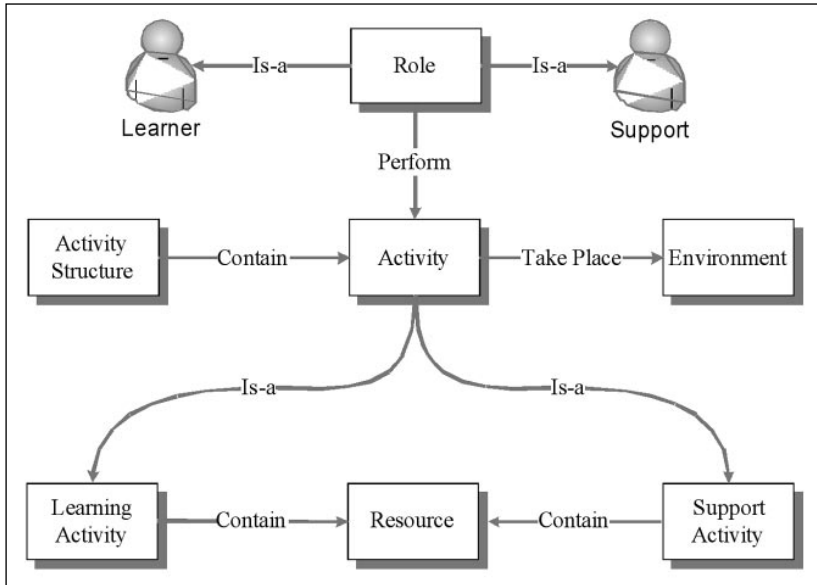 Is-a
Role
Is-a
Learner
Support
Perform
Activity
Structure
Contain
Activity
Take Place
Environment
Is-a
Is-a
Learning
Activity
Contain
Resource
Contain
Support
Activity